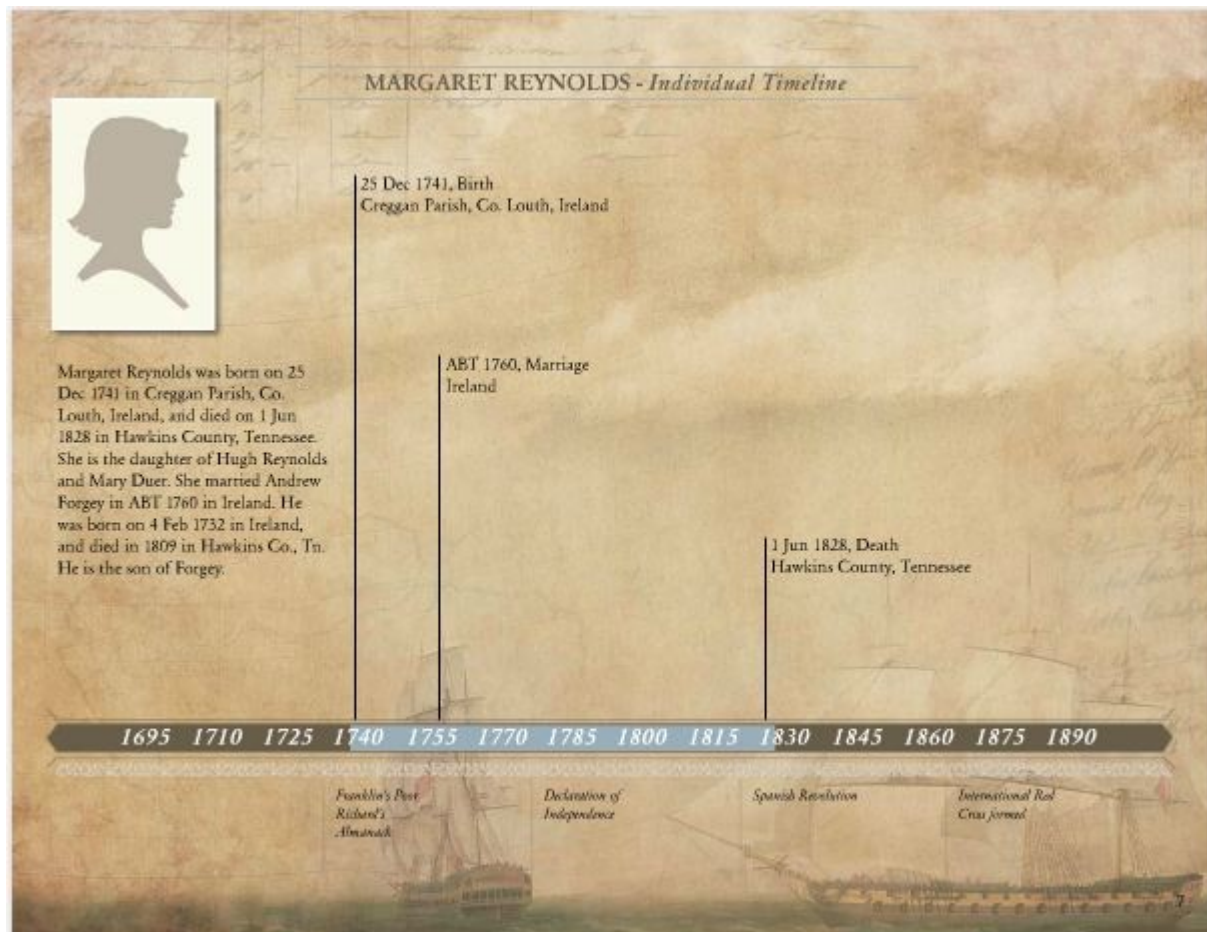 MARGARET REYNOLDS - Individual Timeline
25 Dec 1741, Birth
Creggan Parish, Co. Louth, Ireland
ABT 1760, Marriage
Ireland
Margaret Reynolds was born on 25
Dec 1741 in Creggan Parish, Co.
Louth, Ireland, and died on 1 Jun
1828 in Hawkins County, Tennessee.
She is the daughter of Hugh Reynolds
and Mary Duer. She married Andrew
Forgey in ABT 1760 in Ireland. He
was born on 4 Feb 1732 in Ireland,
and died in 1809 in Hawkins Co., Tn.
He is the son of Forgey.
1 Jun 1828, Death
Hawkins County, Tennessee
1695 1710 1725 1740 1755 1770 1785 1800 1815 1830 1845 1860 1875 1890
Franklin's Poor
Richard's
Almanack
Declaration of
Independence
Spanish Revolution
International Red
Cross formed
7